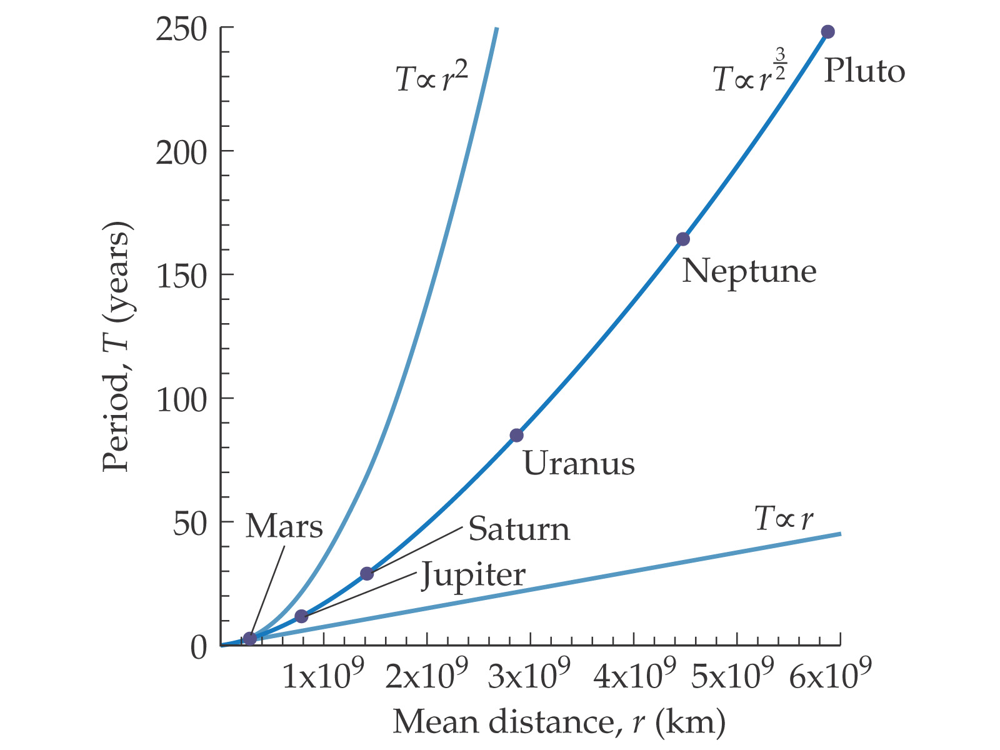 250
T∝r²
T∝r^(3/2)
Pluto
200
150
Neptune
100
Uranus
50
Mars
Saturn
T∝r
Jupiter
0
1x10⁹ 2x10⁹ 3x10⁹ 4x10⁹ 5x10⁹ 6x10⁹
Mean distance, r (km)
Period, T (years)